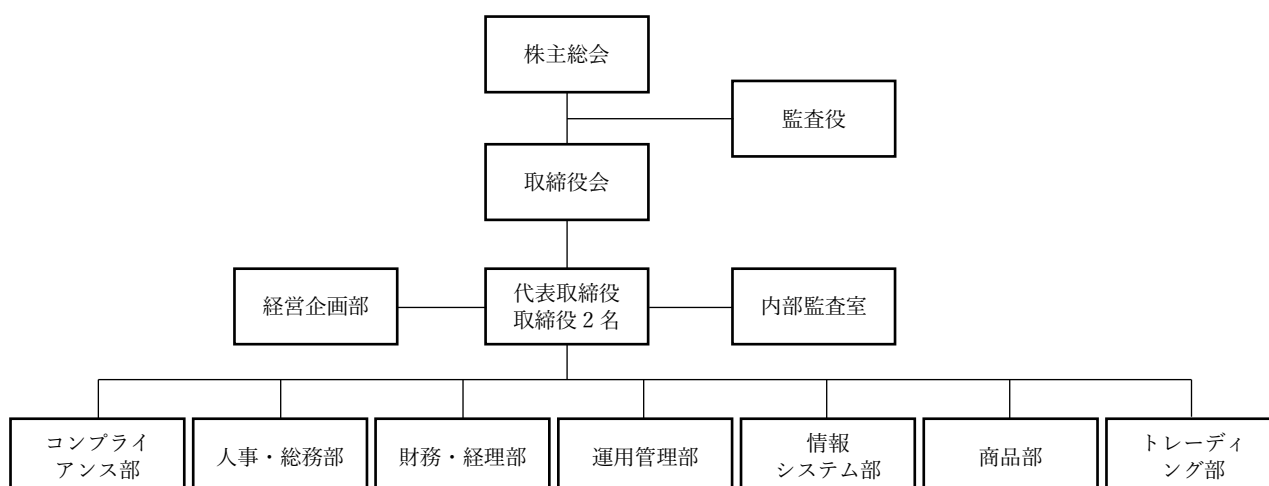 株主総会
監査役
取締役会
経営企画部
代表取締役
取締役2名
内部監査室
コンプライ
アンス部
人事・総務部
財務・経理部
運用管理部
情報
システム部
商品部
トレーディ
ング部